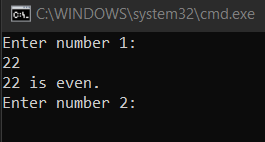 C:\WINDOWS\system32\cmd.exe
Enter number 1:
22
22 is even.
Enter number 2: